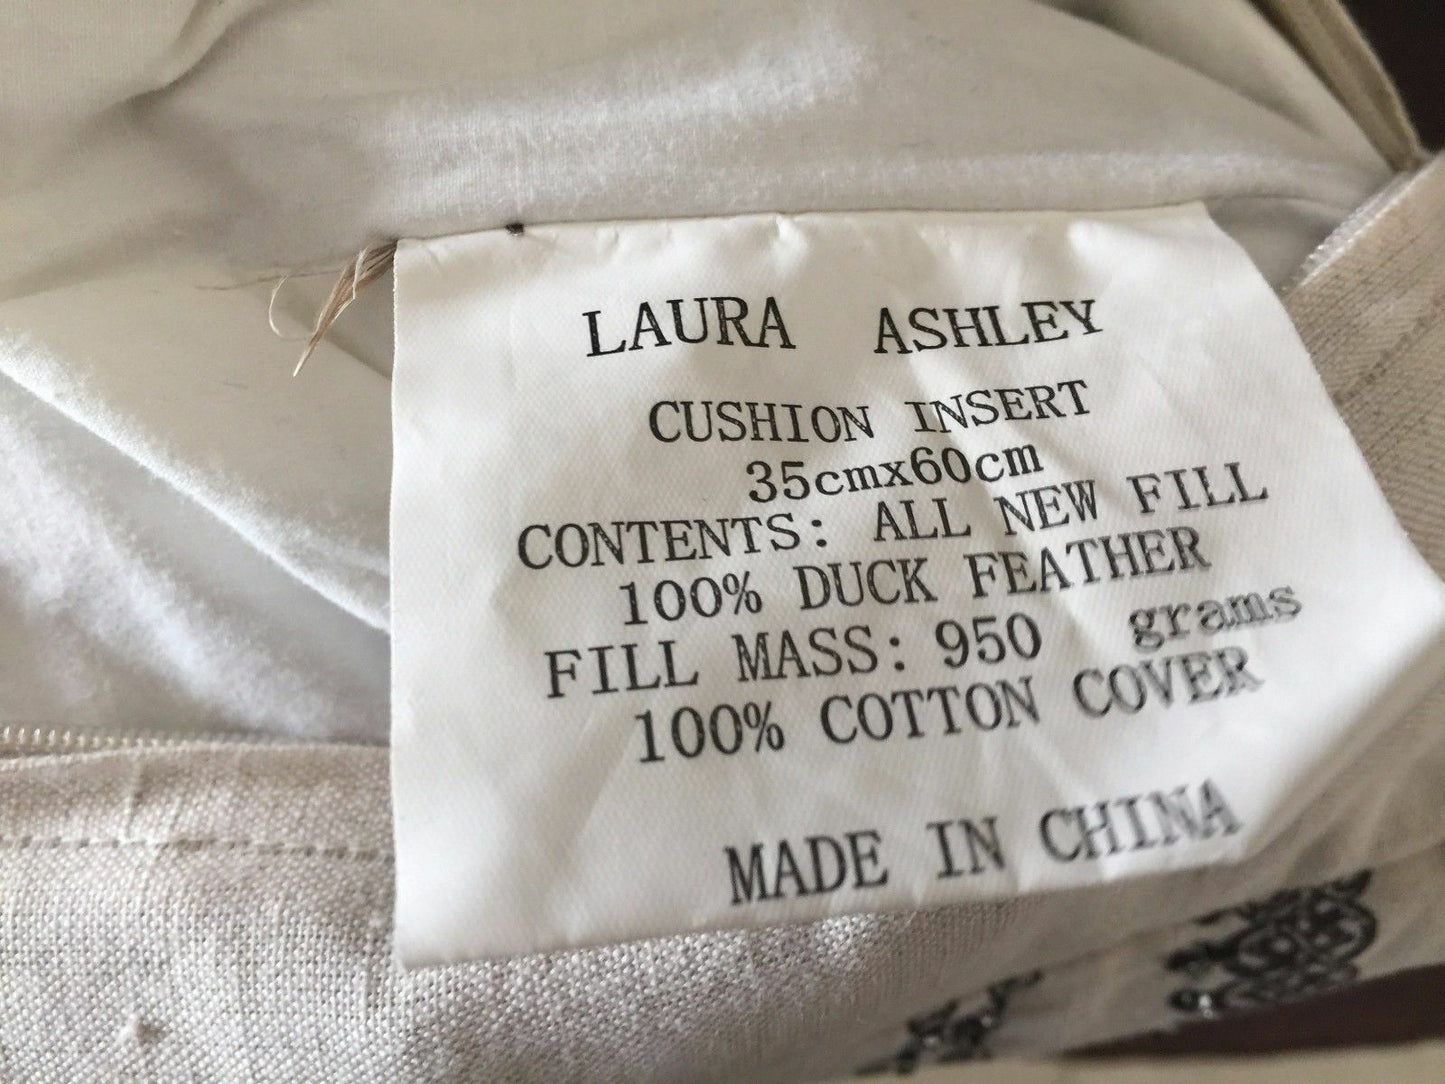 LAURA ASHLEY
CUSHION INSERT
35cmx60cm
CONTENTS: ALL NEW FILL
100% DUCK FEATHER
FILL MASS: 950 grams
100% COTTON COVER
MADE IN CHINA